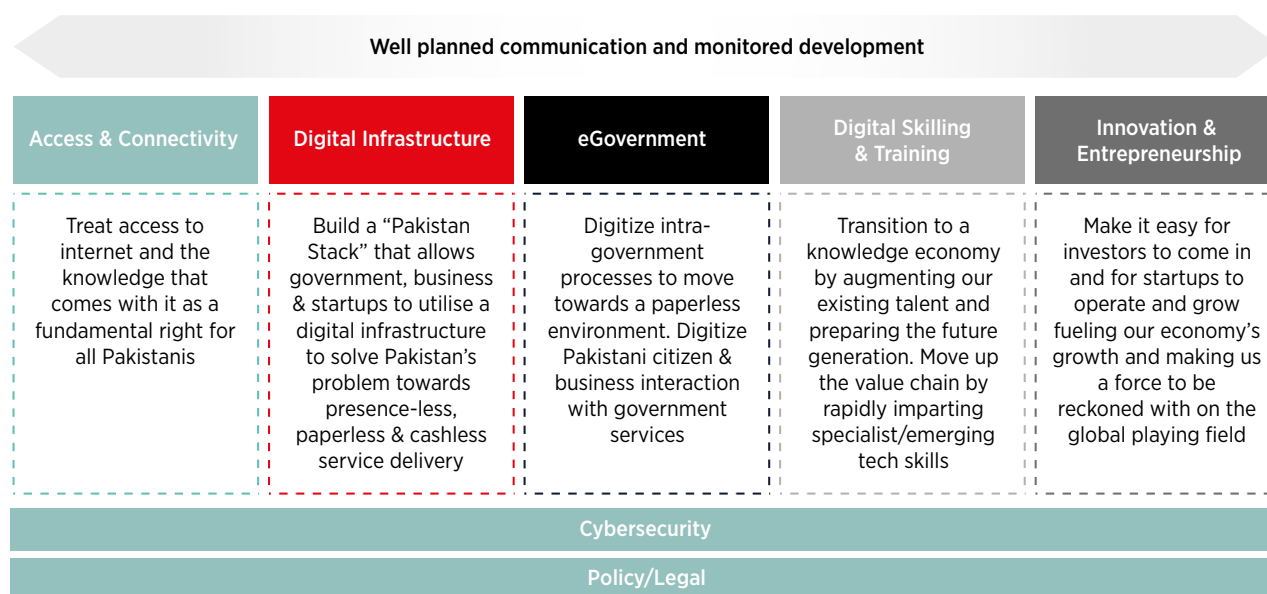 Well planned communication and monitored development
Access & Connectivity
Treat access to
internet and the
knowledge that
comes with it as a
fundamental right for
all Pakistanis
Digital Infrastructure
Build a “Pakistan
Stack” that allows
government, business
& startups to utilise a
digital infrastructure
to solve Pakistan’s
problem towards
presence-less,
paperless & cashless
service delivery
eGovernment
Digitize intra-
government
processes to move
towards a paperless
environment. Digitize
Pakistani citizen &
business interaction
with government
services
Digital Skilling
& Training
Transition to a
knowledge economy
by augmenting our
existing talent and
preparing the future
generation. Move up
the value chain by
rapidly imparting
specialist/emerging
tech skills
Innovation &
Entrepreneurship
Make it easy for
investors to come in
and for startups to
operate and grow
fueling our economy’s
growth and making us
a force to be
reckoned with on the
global playing field
Cybersecurity
Policy/Legal